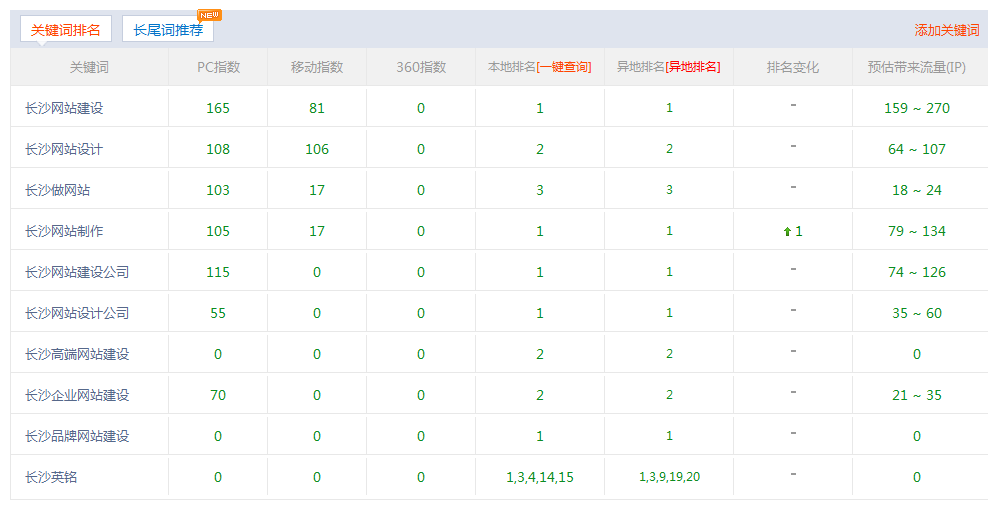 关键词排名 长尾词推荐 NEW 添加关键词
关键词 PC指数 移动指数 360指数 本地排名[一键查询] 异地排名[异地排名] 排名变化 预估带来流量(IP)
长沙网站建设 165 81 0 1 1 - 159 ~ 270
长沙网站设计 108 106 0 2 2 - 64 ~ 107
长沙做网站 103 17 0 3 3 - 18 ~ 24
长沙网站制作 105 17 0 1 1 1 79 ~ 134
长沙网站建设公司 115 0 0 1 1 - 74 ~ 126
长沙网站设计公司 55 0 0 1 1 - 35 ~ 60
长沙高端网站建设 0 0 0 2 2 - 0
长沙企业网站建设 70 0 0 2 2 - 21 ~ 35
长沙品牌网站建设 0 0 0 1 1 - 0
长沙英铭 0 0 0 1,3,4,14,15 1,3,9,19,20 - 0